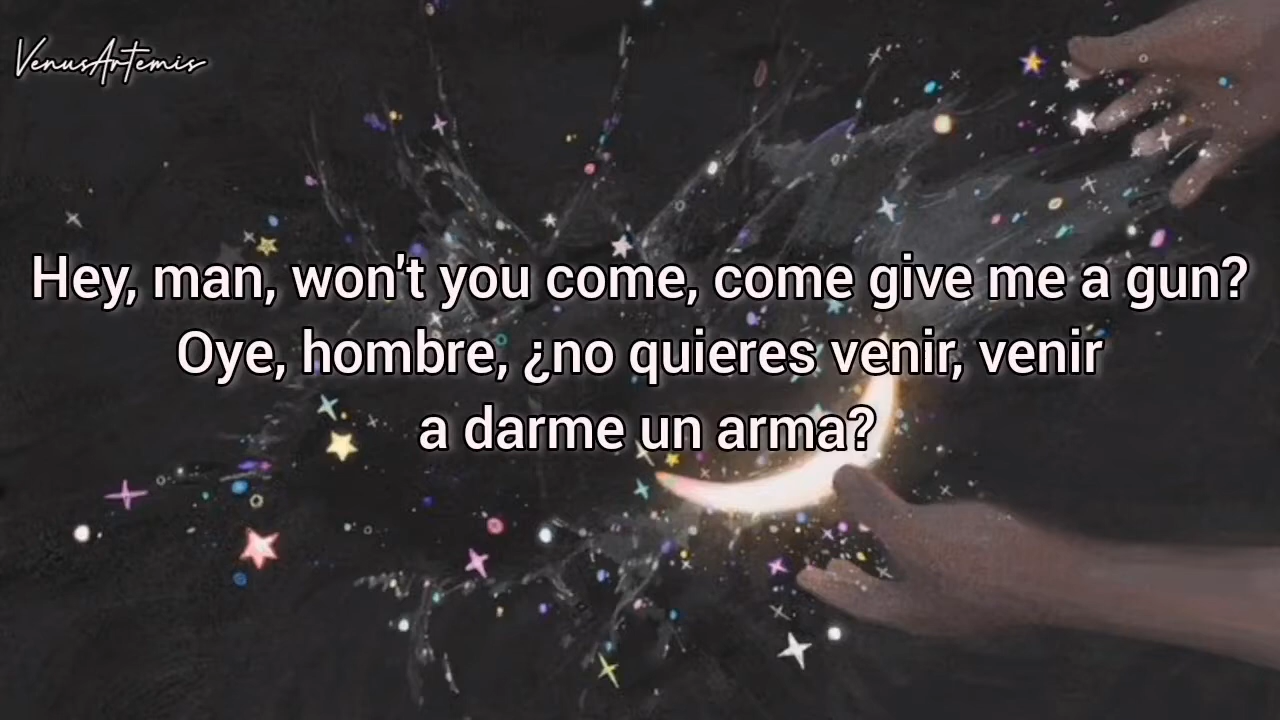 VenusArtemis
Hey, man, won't you come, come give me a gun?
Oye, hombre, ¿no quieres venir, venir
a darme un arma?